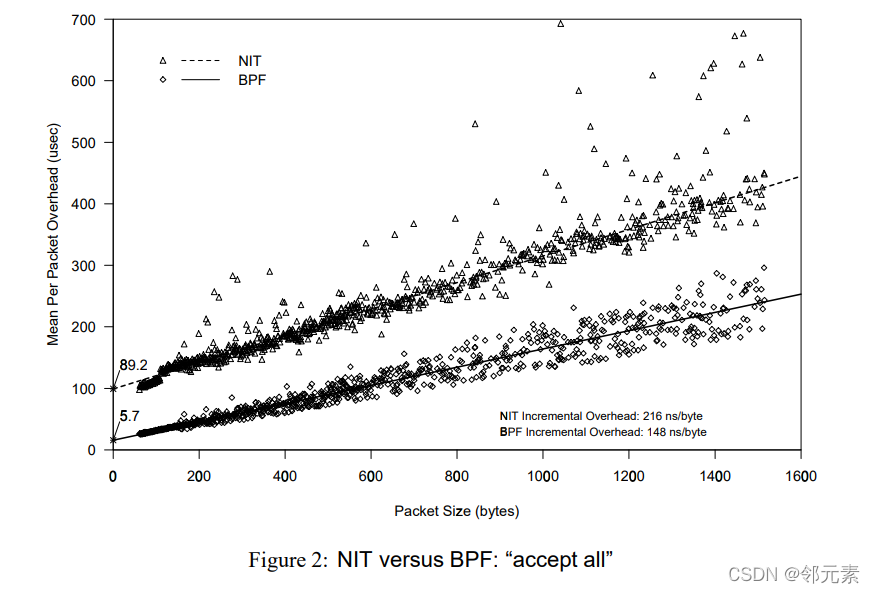 700
600
500
400
300
200
100
0
Mean Per Packet Overhead (usec)
NIT
BPF
89.2
5.7
NIT Incremental Overhead: 216 ns/byte
BPF Incremental Overhead: 148 ns/byte
0 200 400 600 800 1000 1200 1400 1600
Packet Size (bytes)
Figure 2: NIT versus BPF: “accept all”
CSDN @邻元素